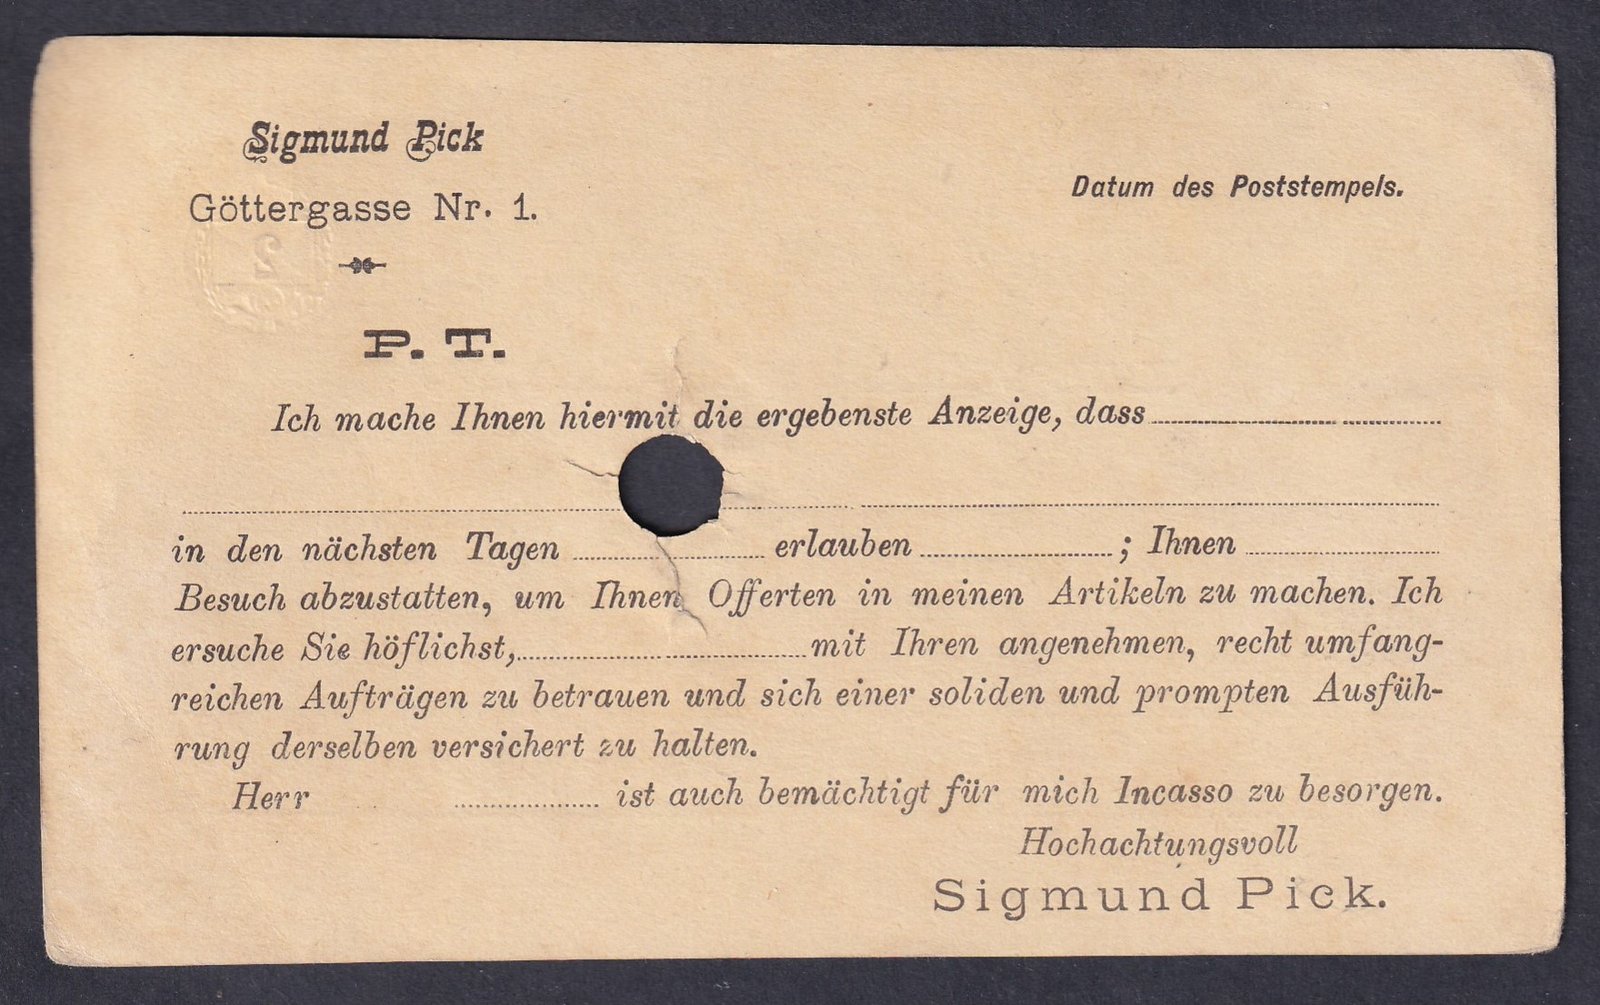 Sigmund Pick
Göttergasse Nr. 1.
Datum des Poststempels.
2
P. T.
Ich mache Ihnen hiermit die ergebenste Anzeige, dass
in den nächsten Tagen erlauben ; Ihnen
Besuch abzustatten, um Ihnen Offerten in meinen Artikeln zu machen. Ich
ersuche Sie höflichst, mit Ihren angenehmen, recht umfang-
reichen Aufträgen zu betrauen und sich einer soliden und prompten Ausfüh-
rung derselben versichert zu halten.
Herr ist auch bemächtigt für mich Incasso zu besorgen.
Hochachtungsvoll
Sigmund Pick.